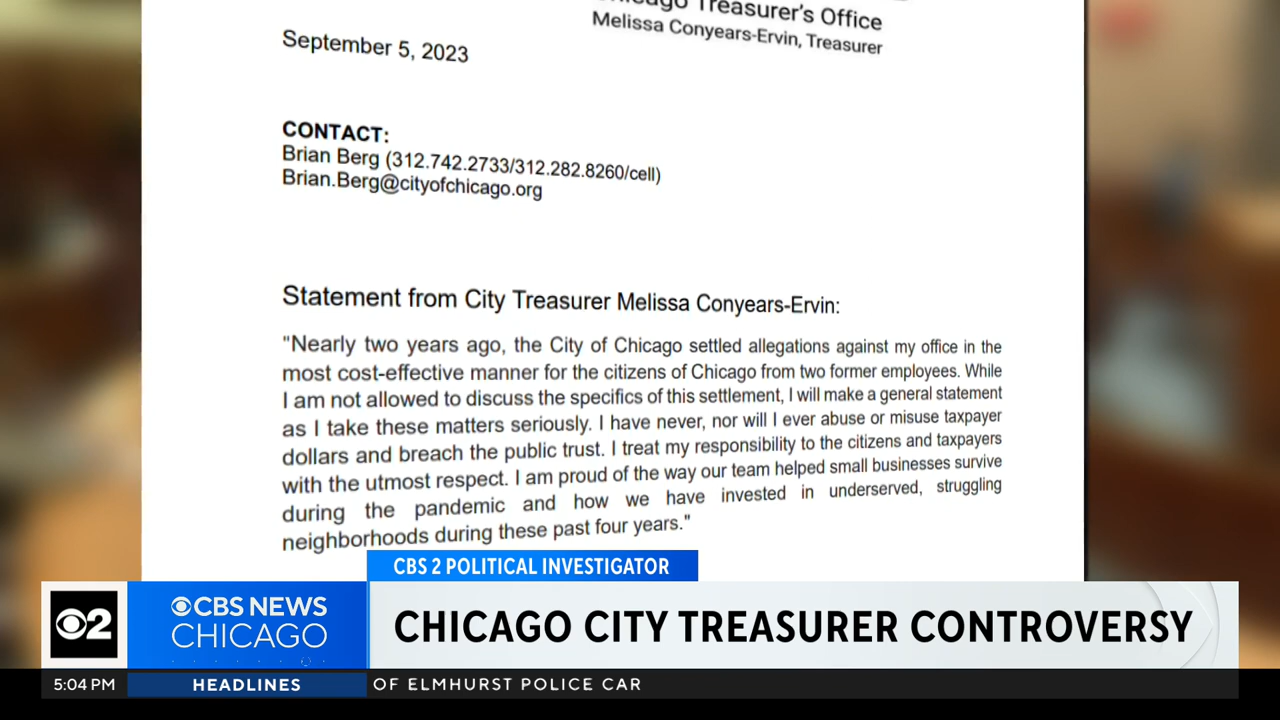 Treasurer's Office
Melissa Conyears-Ervin, Treasurer
September 5, 2023
CONTACT:
Brian Berg (312.742.2733/312.282.8260/cell)
Brian.Berg@cityofchicago.org
Statement from City Treasurer Melissa Conyears-Ervin:
"Nearly two years ago, the City of Chicago settled allegations against my office in the
most cost-effective manner for the citizens of Chicago from two former employees. While
I am not allowed to discuss the specifics of this settlement, I will make a general statement
as I take these matters seriously. I have never, nor will I ever abuse or misuse taxpayer
dollars and breach the public trust. I treat my responsibility to the citizens and taxpayers
with the utmost respect. I am proud of the way our team helped small businesses survive
during the pandemic and how we have invested in underserved, struggling
neighborhoods during these past four years."
CBS 2 POLITICAL INVESTIGATOR
2
CBS NEWS
CHICAGO
CHICAGO CITY TREASURER CONTROVERSY
5:04 PM
HEADLINES
OF ELMHURST POLICE CAR